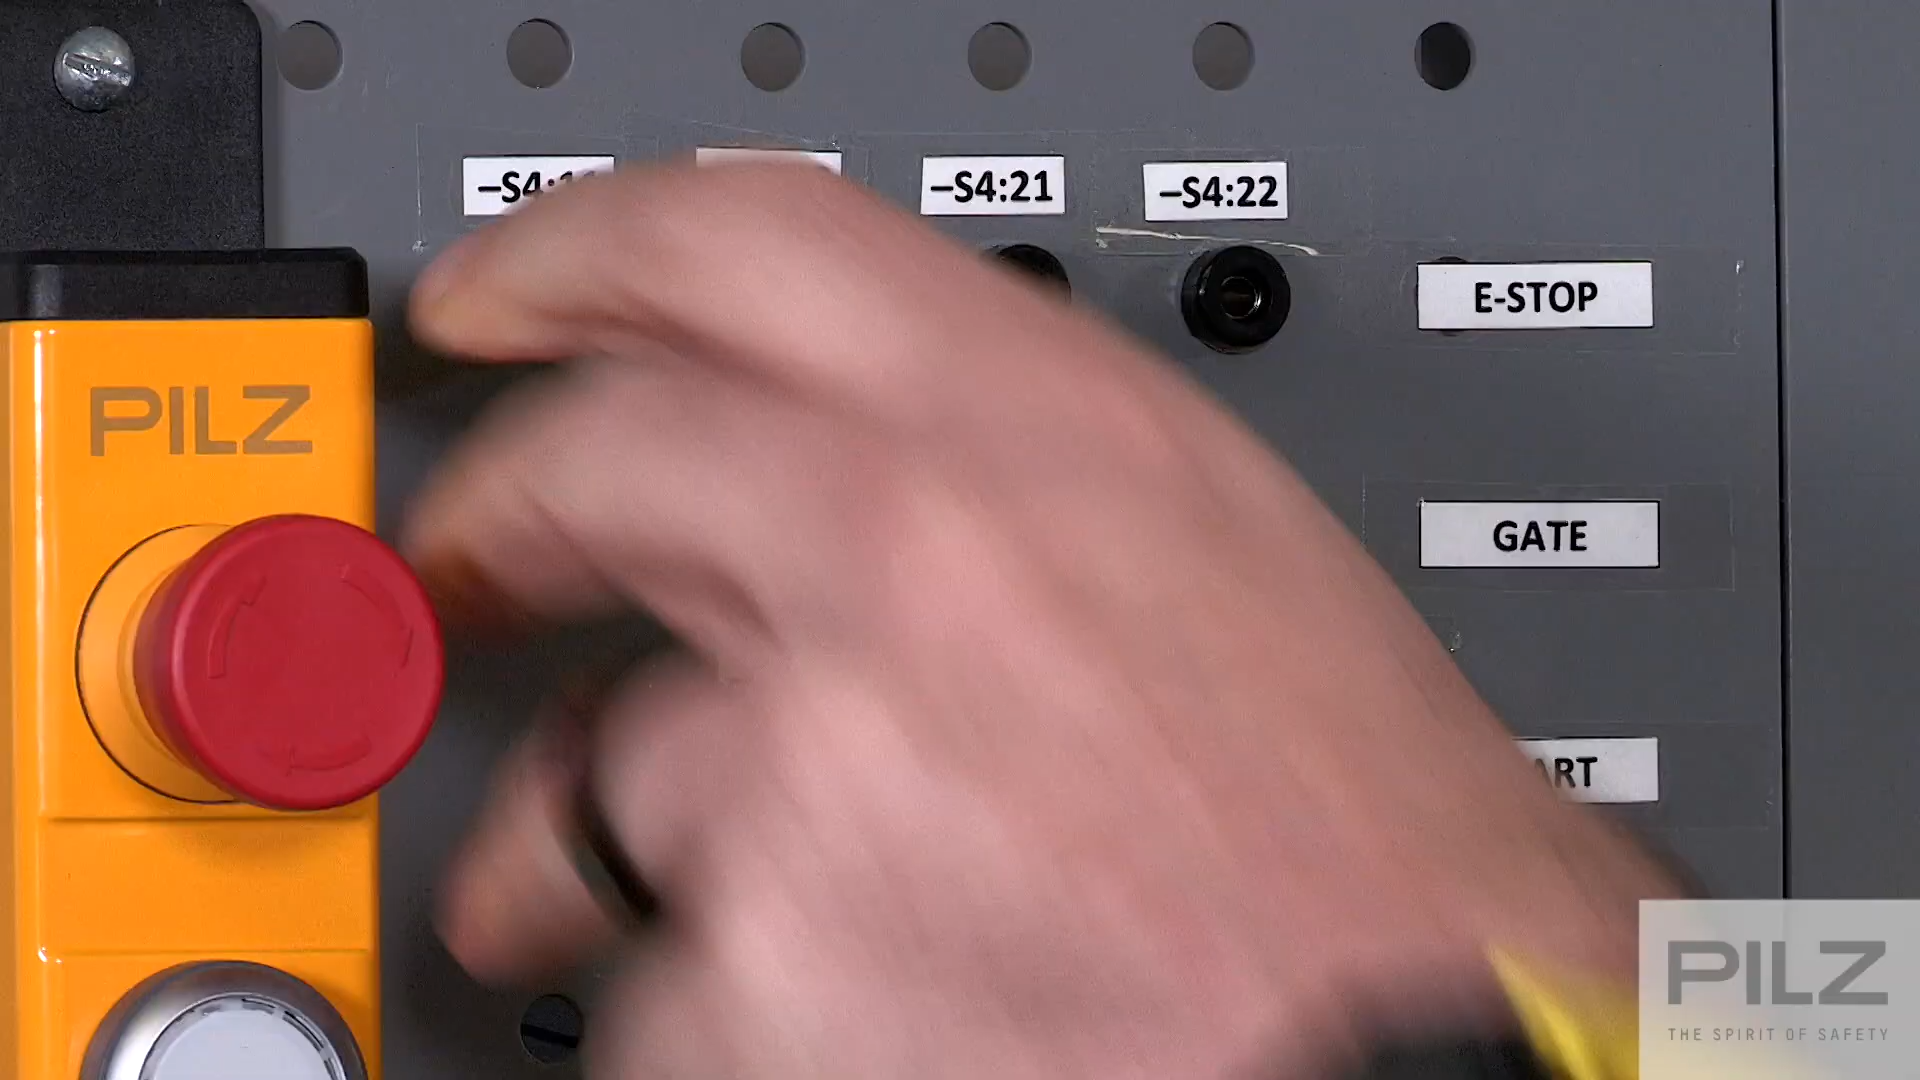 –S4:21
–S4:22
E-STOP
PILZ
GATE
PILZ
THE SPIRIT OF SAFETY